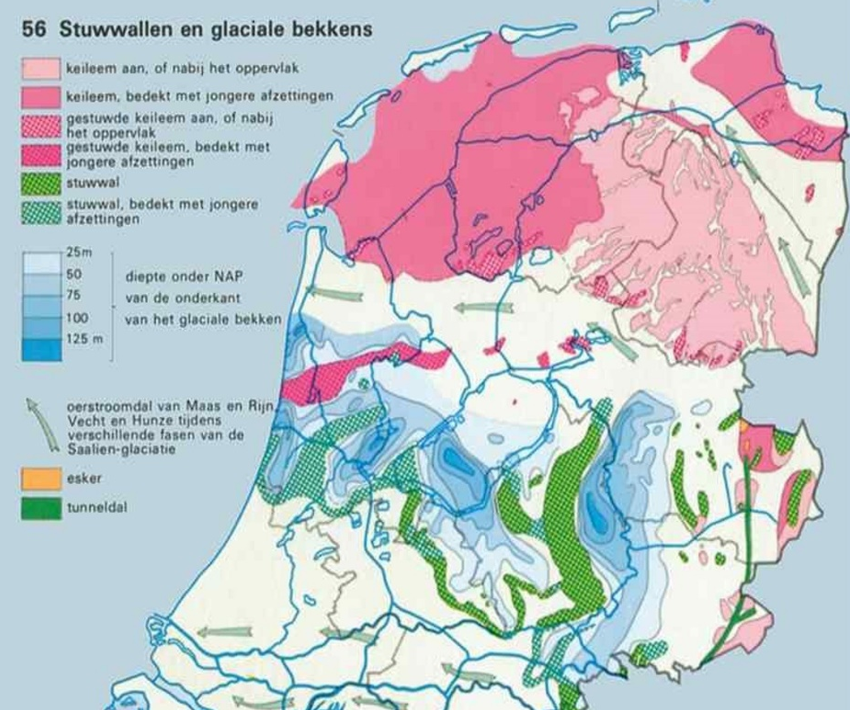 56 Stuwwallen en glaciale bekkens
keileem aan, of nabij het oppervlak
keileem, bedekt met jongere afzettingen
gestuwde keileem aan, of nabij
het oppervlak
gestuwde keileem, bedekt met
jongere afzettingen
stuwwal
stuwwal, bedekt met jongere
afzettingen
25m
50
75
100
125 m
diepte onder NAP
van de onderkant
van het glaciale bekken
oerstroomdal van Maas en Rijn,
Vecht en Hunze tijdens
verschillende fasen van de
Saalien-glaciatie
esker
tunneldal